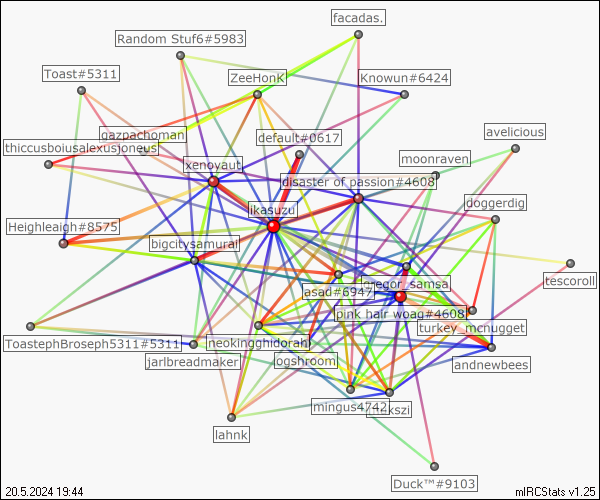 facadas.
Random Stuf6#5983
Toast#5311
ZeeHonK
Knowun#6424
gazpachoman
default#0617
avelicious
thiccusboiusalexusjoneus
xenoyaut
moonraven
disaster of passion#4608
ikasuzu
doggerdig
Heighleaigh#8575
bigcitysamurai
tescoroll
gregor_samsa
asad#6947
pink hair woag#4608
turkey_mcnugget
ToastephBroseph5311#5311
neokingghidorah
jarlbreadmaker
ogshroom
andnewbees
mingus4742
lahnk
Duck™#9103
20.5.2024 19:44
mIRCStats v1.25